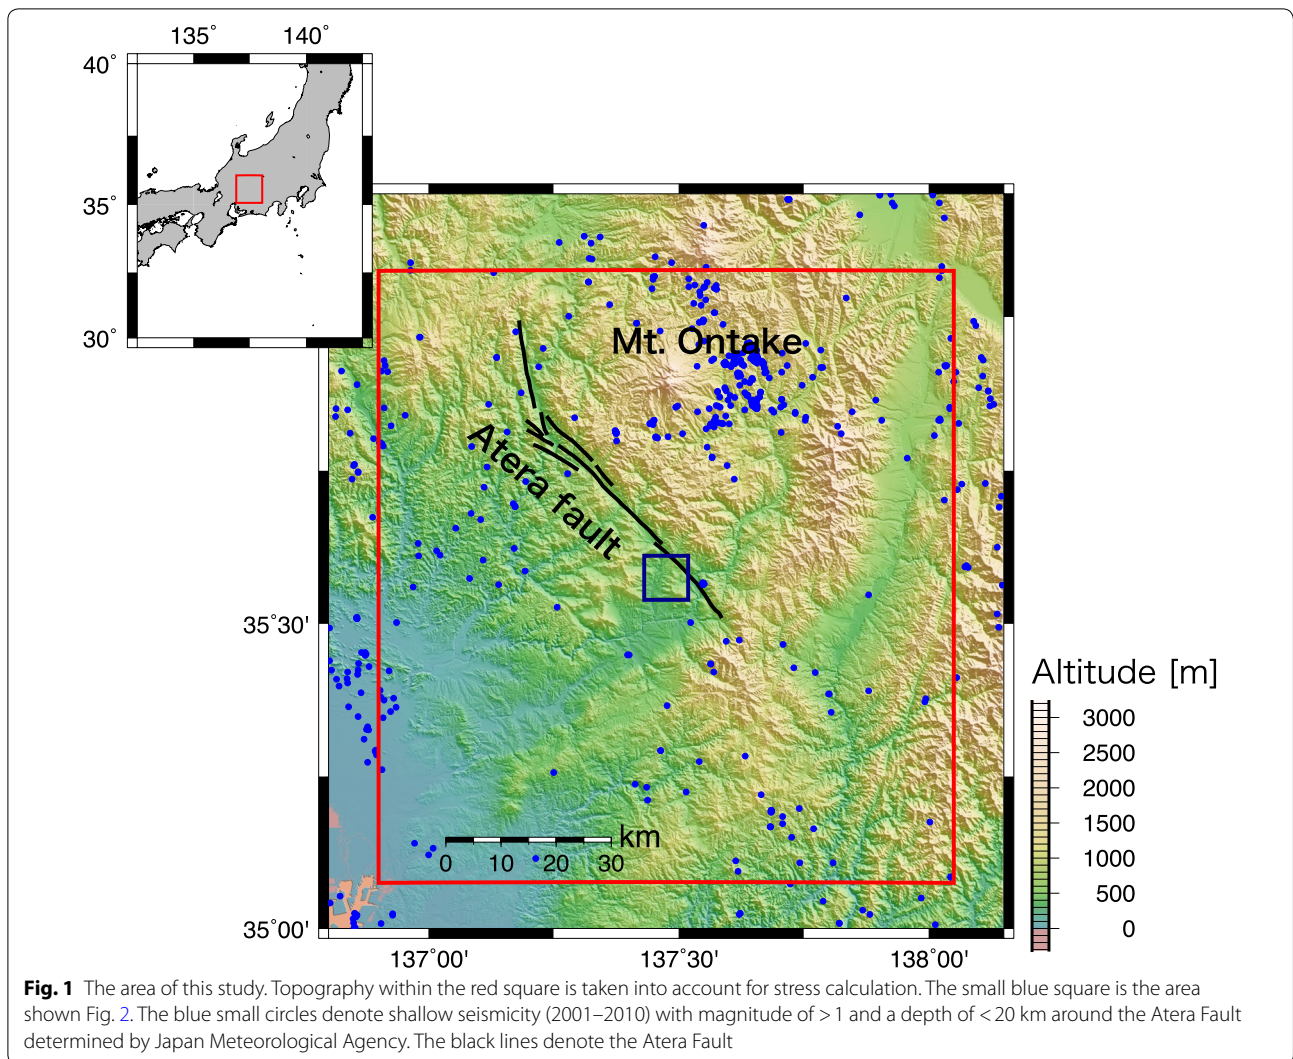 135° 140°
40°
35°
30°
Mt. Ontake
Atera fault
35°30'
35°00'
km
0 10 20 30
137°00' 137°30' 138°00'
Altitude [m]
3000
2500
2000
1500
1000
500
0
Fig. 1 The area of this study. Topography within the red square is taken into account for stress calculation. The small blue square is the area
shown Fig. 2. The blue small circles denote shallow seismicity (2001–2010) with magnitude of > 1 and a depth of < 20 km around the Atera Fault
determined by Japan Meteorological Agency. The black lines denote the Atera Fault